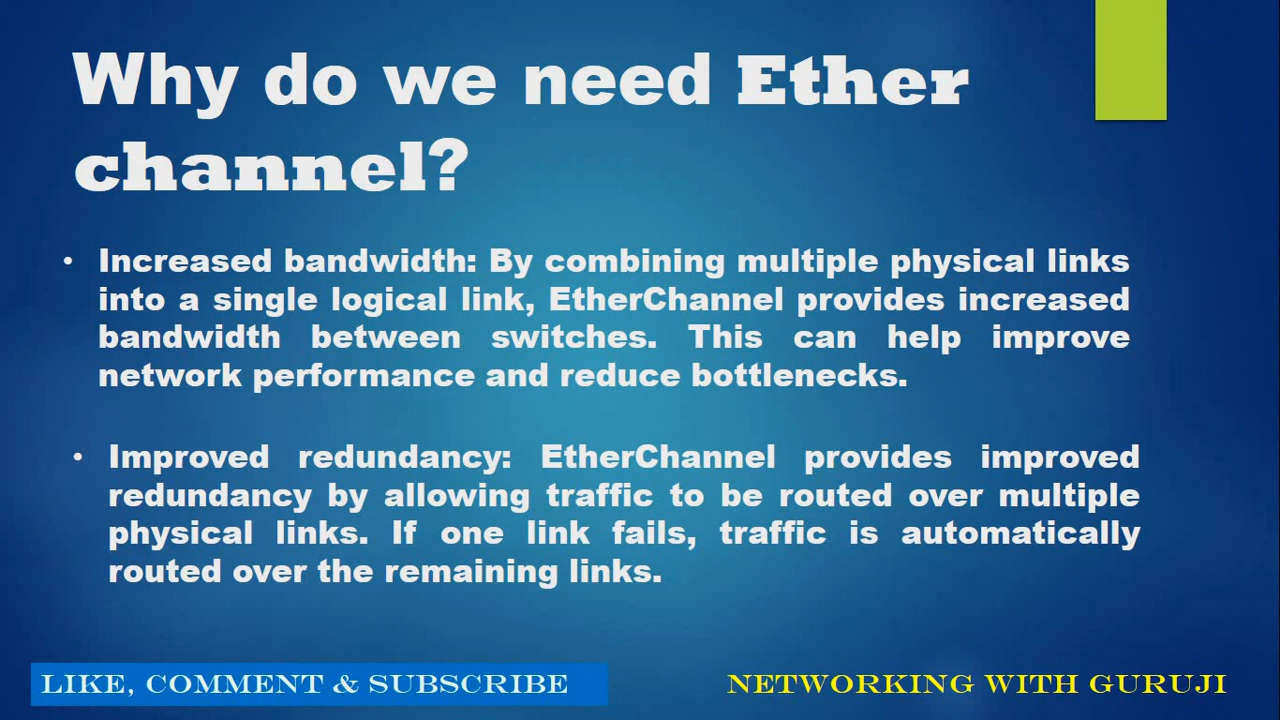 Why do we need Ether
channel?
• Increased bandwidth: By combining multiple physical links
into a single logical link, EtherChannel provides increased
bandwidth between switches. This can help improve
network performance and reduce bottlenecks.
• Improved redundancy: EtherChannel provides improved
redundancy by allowing traffic to be routed over multiple
physical links. If one link fails, traffic is automatically
routed over the remaining links.
LIKE, COMMENT & SUBSCRIBE
NETWORKING WITH GURUJI